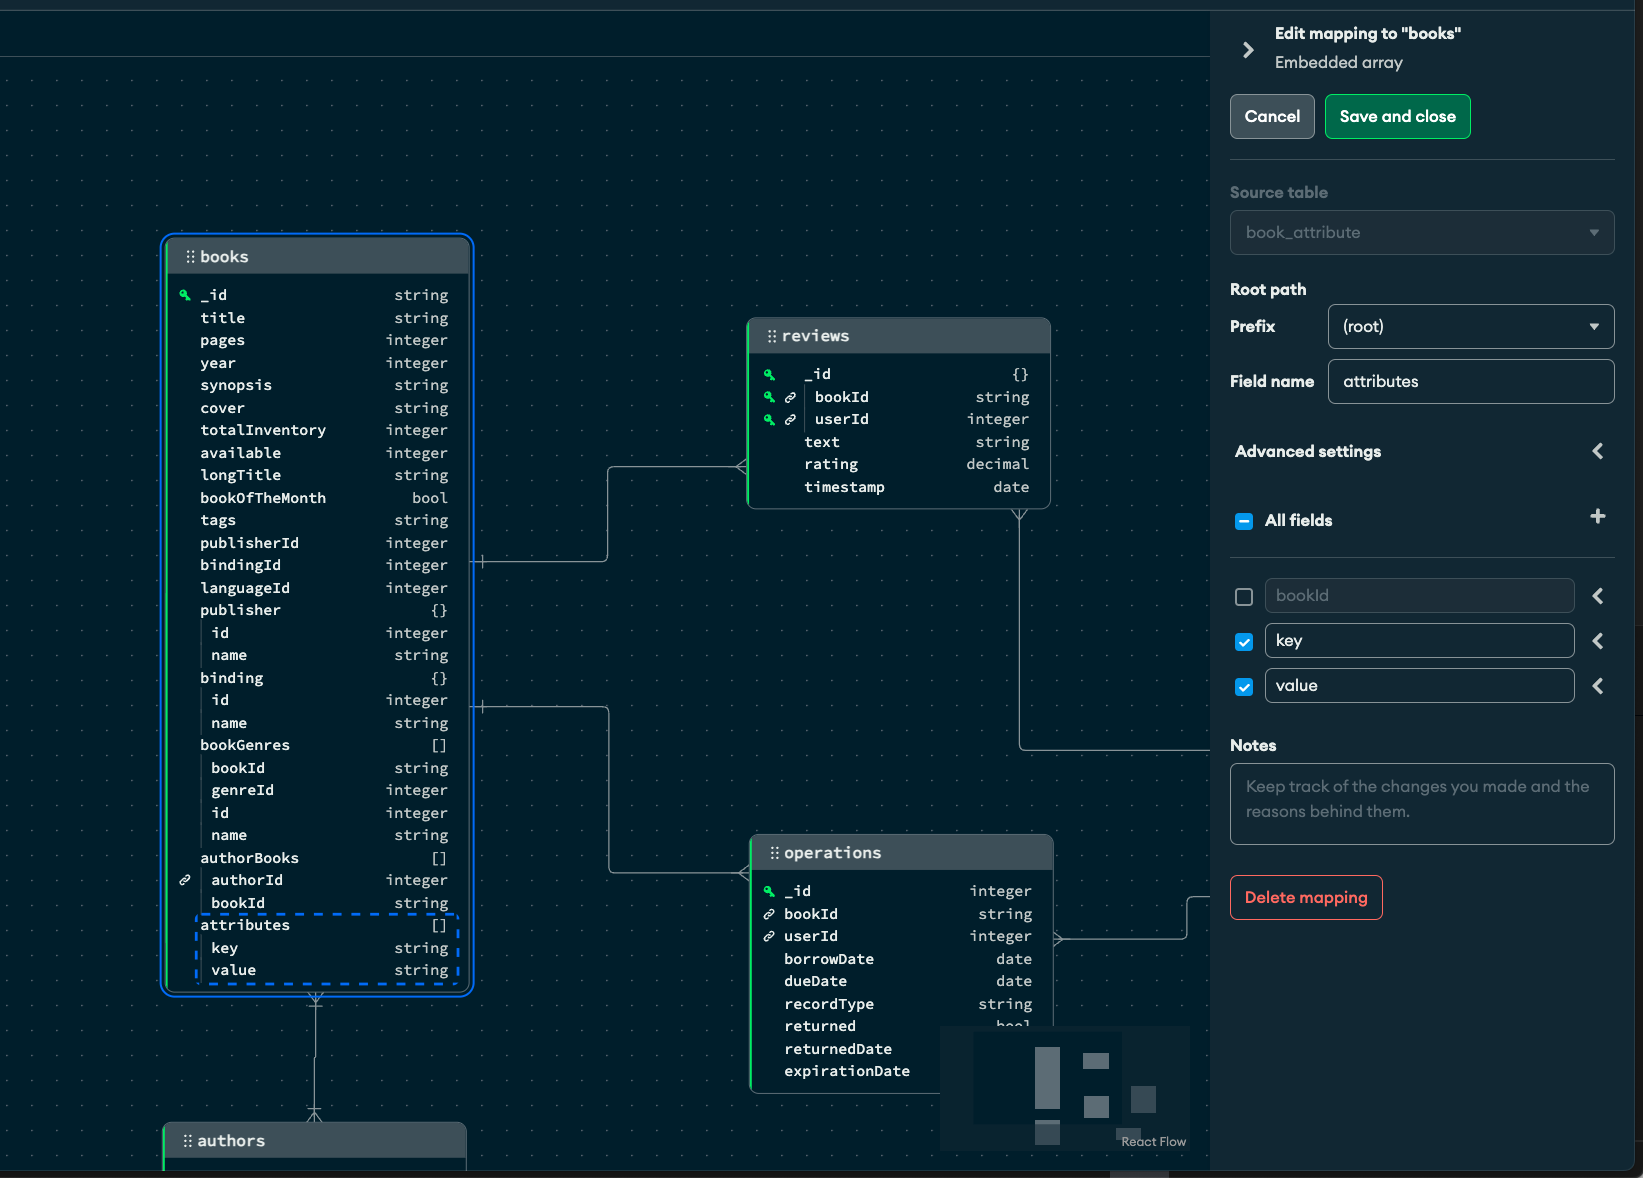 books
_id string
title string
pages integer
year integer
synopsis string
cover string
totalInventory integer
available integer
longTitle string
bookOfTheMonth bool
tags string
publisherId integer
bindingId integer
languageId integer
publisher {}
id integer
name string
binding {}
id integer
name string
bookGenres []
bookId string
genreId integer
id integer
name string
authorBooks []
authorId integer
bookId string
attributes []
key string
value string
authors
reviews
_id {}
bookId string
userId integer
text string
rating decimal
timestamp date
operations
_id integer
bookId string
userId integer
borrowDate date
dueDate date
recordType string
returned bool
returnedDate
expirationDate
React Flow
Edit mapping to "books"
Embedded array
Cancel Save and close
Source table
book_attribute
Root path
Prefix (root)
Field name attributes
Advanced settings
All fields
bookId
key
value
Notes
Keep track of the changes you made and the
reasons behind them.
Delete mapping